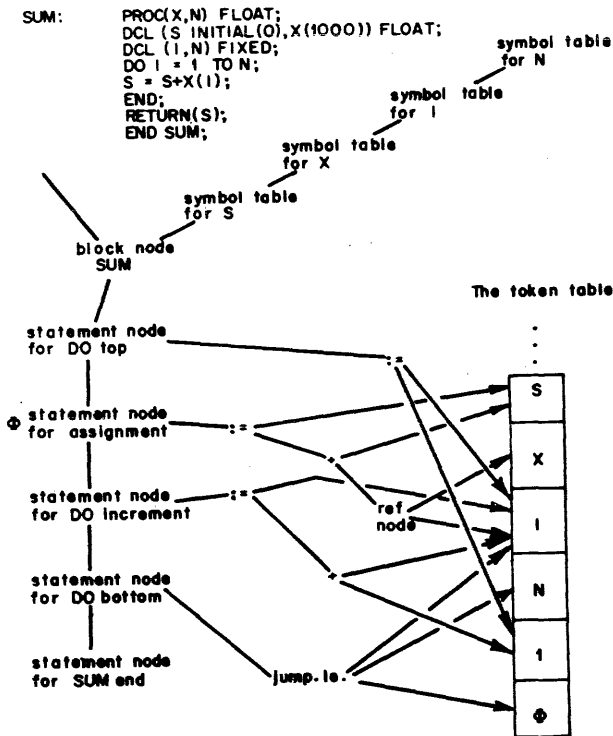 SUM: PROC(X,N) FLOAT;
DCL (S INITIAL(0),X(1000)) FLOAT;
DCL (I,N) FIXED;
DO I = 1 TO N;
S = S+X(I);
END;
RETURN(S);
END SUM;
symbol table
for N
symbol table
for I
symbol table
for X
symbol table
for S
block node
SUM
The token table
.
.
.
statement node
for DO top
:=
S
Φ statement node
for assignment
:=
+
X
ref
node
statement node
for DO increment
:=
I
+
statement node
for DO bottom
N
statement node
for SUM end
jump.le.
1
Φ